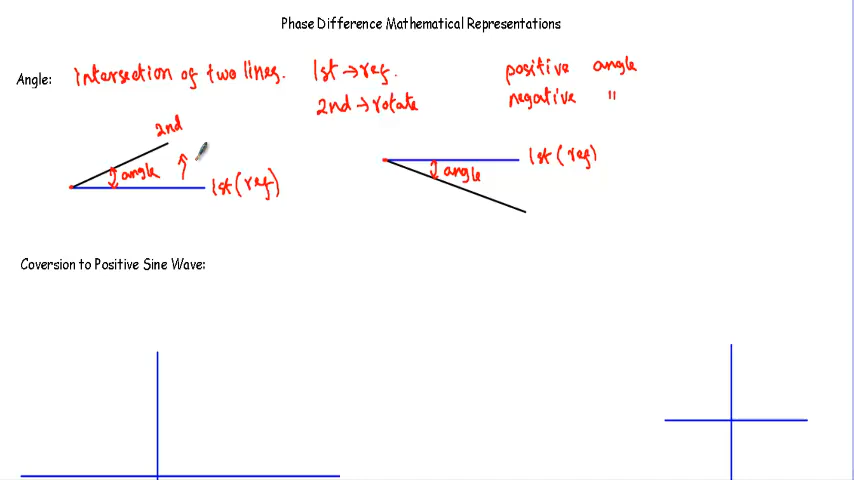 Phase Difference Mathematical Representations
Angle: intersection of two lines. 1st → ref. positive angle
2nd → rotate negative "
2nd
angle 1st (ref)
1st (ref)
angle
Coversion to Positive Sine Wave: